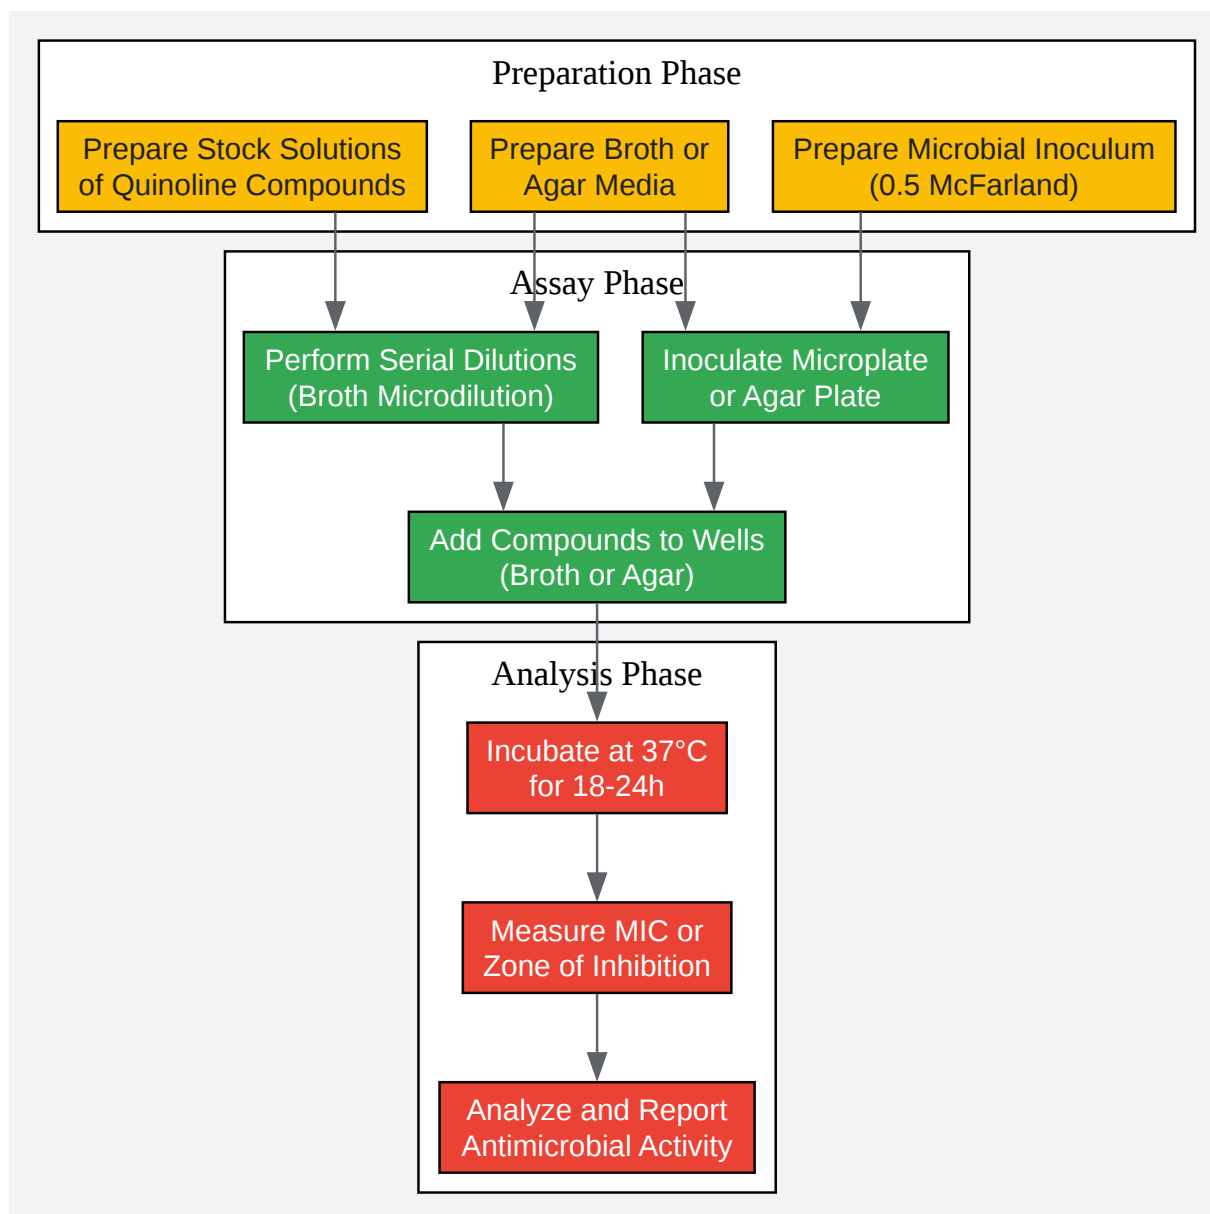 Preparation Phase
Prepare Stock Solutions
of Quinoline Compounds
Prepare Broth or
Agar Media
Prepare Microbial Inoculum
(0.5 McFarland)
Assay Phase
Perform Serial Dilutions
(Broth Microdilution)
Inoculate Microplate
or Agar Plate
Add Compounds to Wells
(Broth or Agar)
Analysis Phase
Incubate at 37°C
for 18-24h
Measure MIC or
Zone of Inhibition
Analyze and Report
Antimicrobial Activity